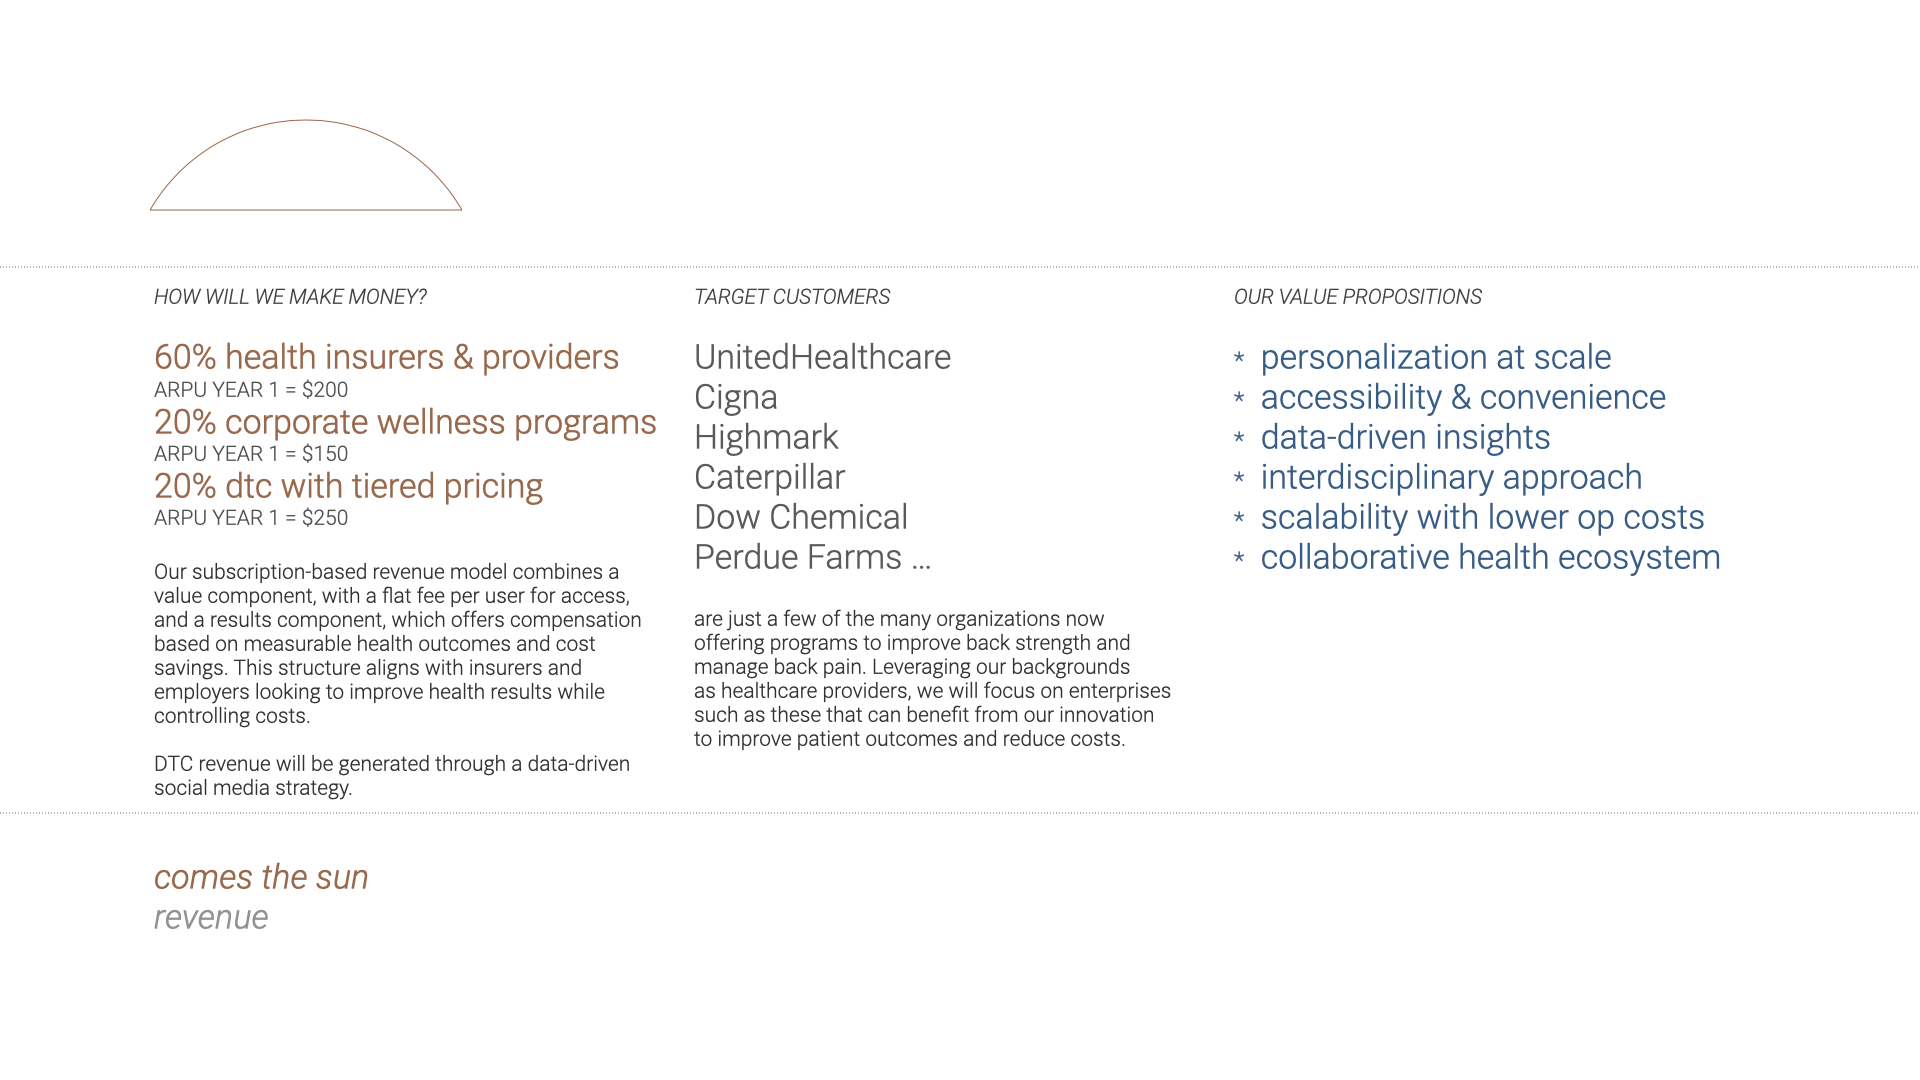 HOW WILL WE MAKE MONEY?
60% health insurers & providers
ARPU YEAR 1 = $200
20% corporate wellness programs
ARPU YEAR 1 = $150
20% dtc with tiered pricing
ARPU YEAR 1 = $250
Our subscription-based revenue model combines a
value component, with a flat fee per user for access,
and a results component, which offers compensation
based on measurable health outcomes and cost
savings. This structure aligns with insurers and
employers looking to improve health results while
controlling costs.
DTC revenue will be generated through a data-driven
social media strategy.
TARGET CUSTOMERS
UnitedHealthcare
Cigna
Highmark
Caterpillar
Dow Chemical
Perdue Farms ...
are just a few of the many organizations now
offering programs to improve back strength and
manage back pain. Leveraging our backgrounds
as healthcare providers, we will focus on enterprises
such as these that can benefit from our innovation
to improve patient outcomes and reduce costs.
OUR VALUE PROPOSITIONS
* personalization at scale
* accessibility & convenience
* data-driven insights
* interdisciplinary approach
* scalability with lower op costs
* collaborative health ecosystem
comes the sun
revenue